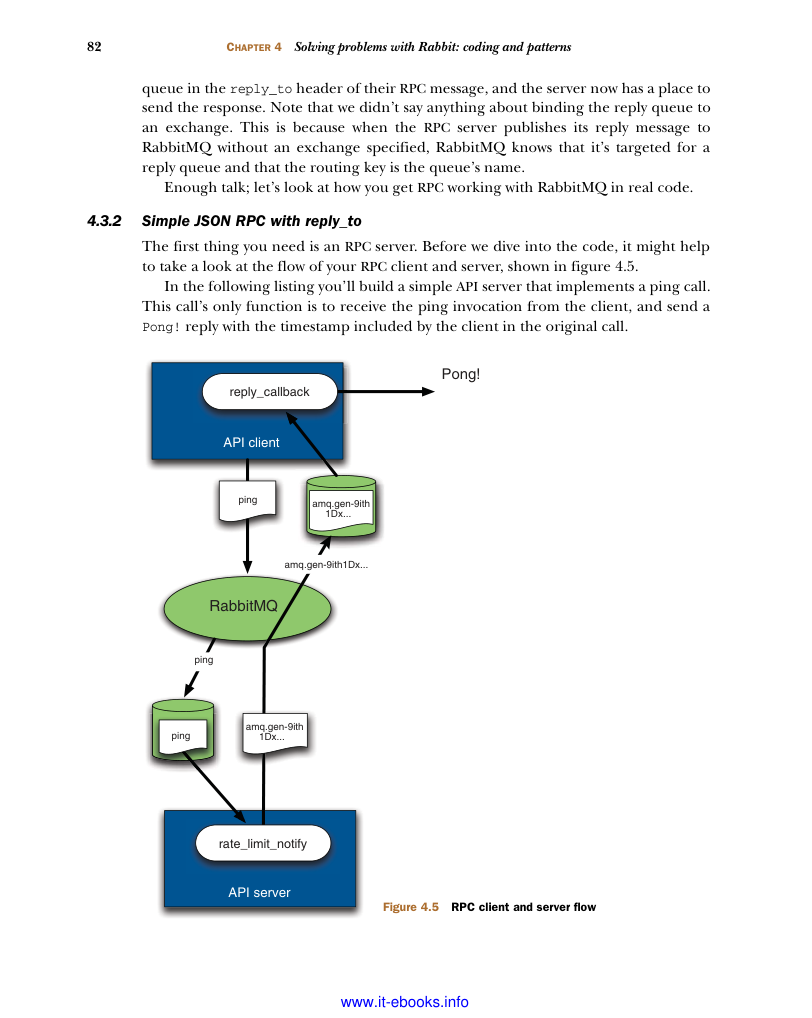 82
CHAPTER 4 Solving problems with Rabbit: coding and patterns
queue in the reply_to header of their RPC message, and the server now has a place to
send the response. Note that we didn't say anything about binding the reply queue to
an exchange. This is because when the RPC server publishes its reply message to
RabbitMQ without an exchange specified, RabbitMQ knows that it's targeted for a
reply queue and that the routing key is the queue's name.
Enough talk; let's look at how you get RPC working with RabbitMQ in real code.
4.3.2 Simple JSON RPC with reply_to
The first thing you need is an RPC server. Before we dive into the code, it might help
to take a look at the flow of your RPC client and server, shown in figure 4.5.
In the following listing you'll build a simple API server that implements a ping call.
This call's only function is to receive the ping invocation from the client, and send a
Pong! reply with the timestamp included by the client in the original call.
Pong!
reply_callback
API client
ping
amq.gen-9ith
1Dx...
amq.gen-9ith1Dx...
RabbitMQ
ping
ping
amq.gen-9ith
1Dx...
rate_limit_notify
API server
Figure 4.5 RPC client and server flow
www.it-ebooks.info